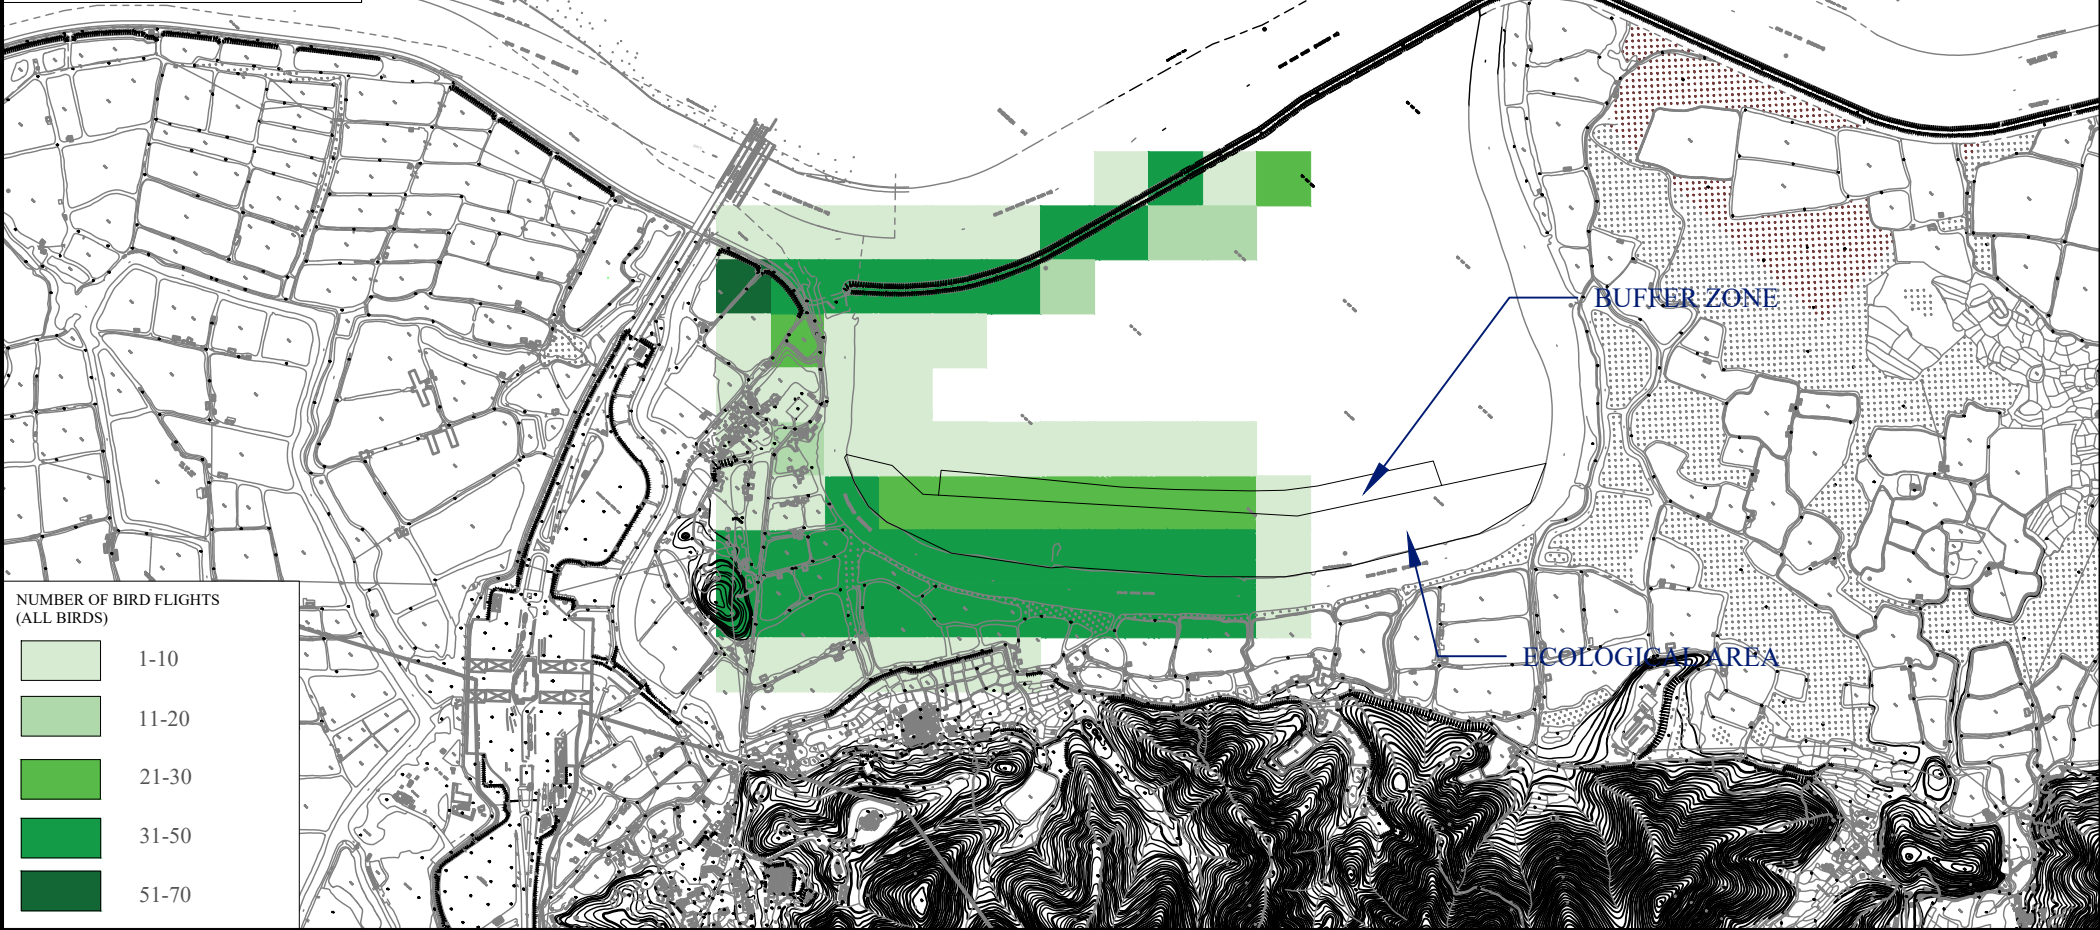 BUFFER ZONE
ECOLOGICAL AREA
NUMBER OF BIRD FLIGHTS
(ALL BIRDS)
1-10
11-20
21-30
31-50
51-70